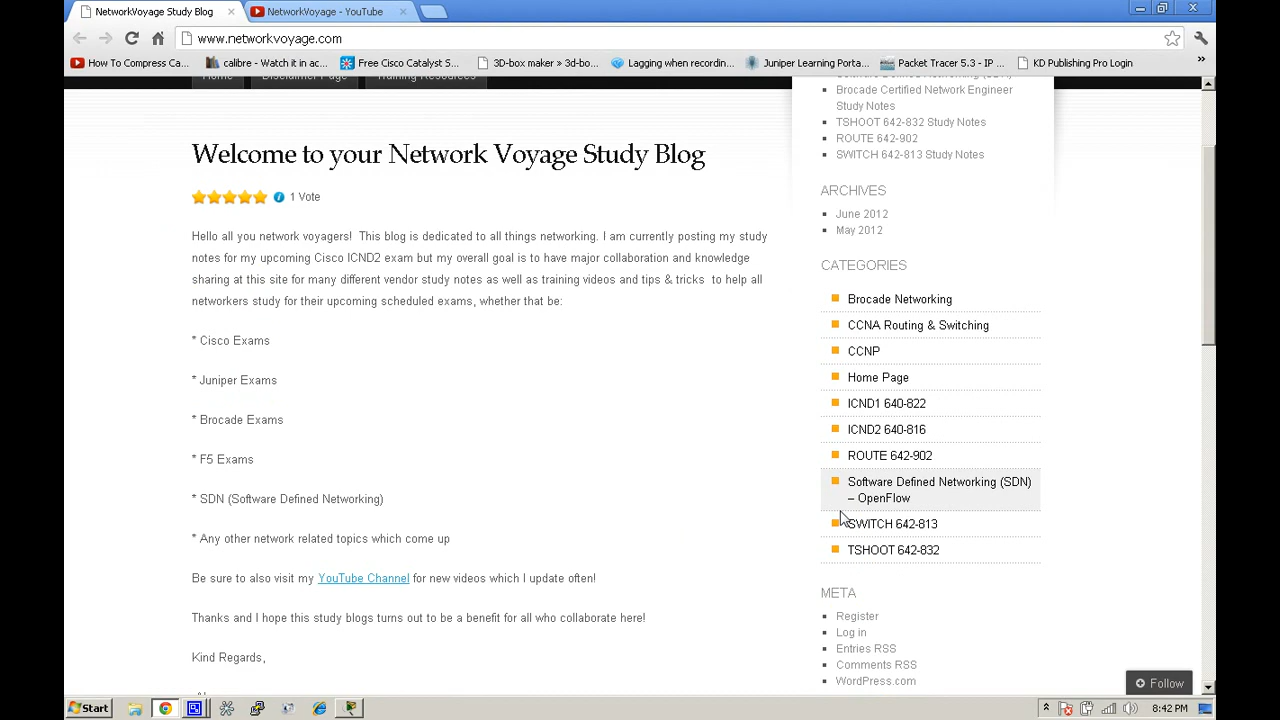 NetworkVoyage Study Blog
NetworkVoyage - YouTube
www.networkvoyage.com
How To Compress Ca...
calibre - Watch it in ac...
Free Cisco Catalyst S...
3D-box maker » 3d-bo...
Lagging when recordin...
Juniper Learning Porta...
Packet Tracer 5.3 - IP ...
KD Publishing Pro Login
Home
Disclaimer Page
Training Resources
Welcome to your Network Voyage Study Blog
1 Vote
Hello all you network voyagers!  This blog is dedicated to all things networking. I am currently posting my study
notes for my upcoming Cisco ICND2 exam but my overall goal is to have major collaboration and knowledge
sharing at this site for many different vendor study notes as well as training videos and tips & tricks  to help all
networkers study for their upcoming scheduled exams, whether that be:
* Cisco Exams
* Juniper Exams
* Brocade Exams
* F5 Exams
* SDN (Software Defined Networking)
* Any other network related topics which come up
Be sure to also visit my YouTube Channel for new videos which I update often!
Thanks and I hope this study blogs turns out to be a benefit for all who collaborate here!
Kind Regards,
Software Defined Networking (SDN)
Brocade Certified Network Engineer
Study Notes
TSHOOT 642-832 Study Notes
ROUTE 642-902
SWITCH 642-813 Study Notes
ARCHIVES
June 2012
May 2012
CATEGORIES
Brocade Networking
CCNA Routing & Switching
CCNP
Home Page
ICND1 640-822
ICND2 640-816
ROUTE 642-902
Software Defined Networking (SDN)
– OpenFlow
SWITCH 642-813
TSHOOT 642-832
META
Register
Log in
Entries RSS
Comments RSS
WordPress.com
Follow
Start
8:42 PM